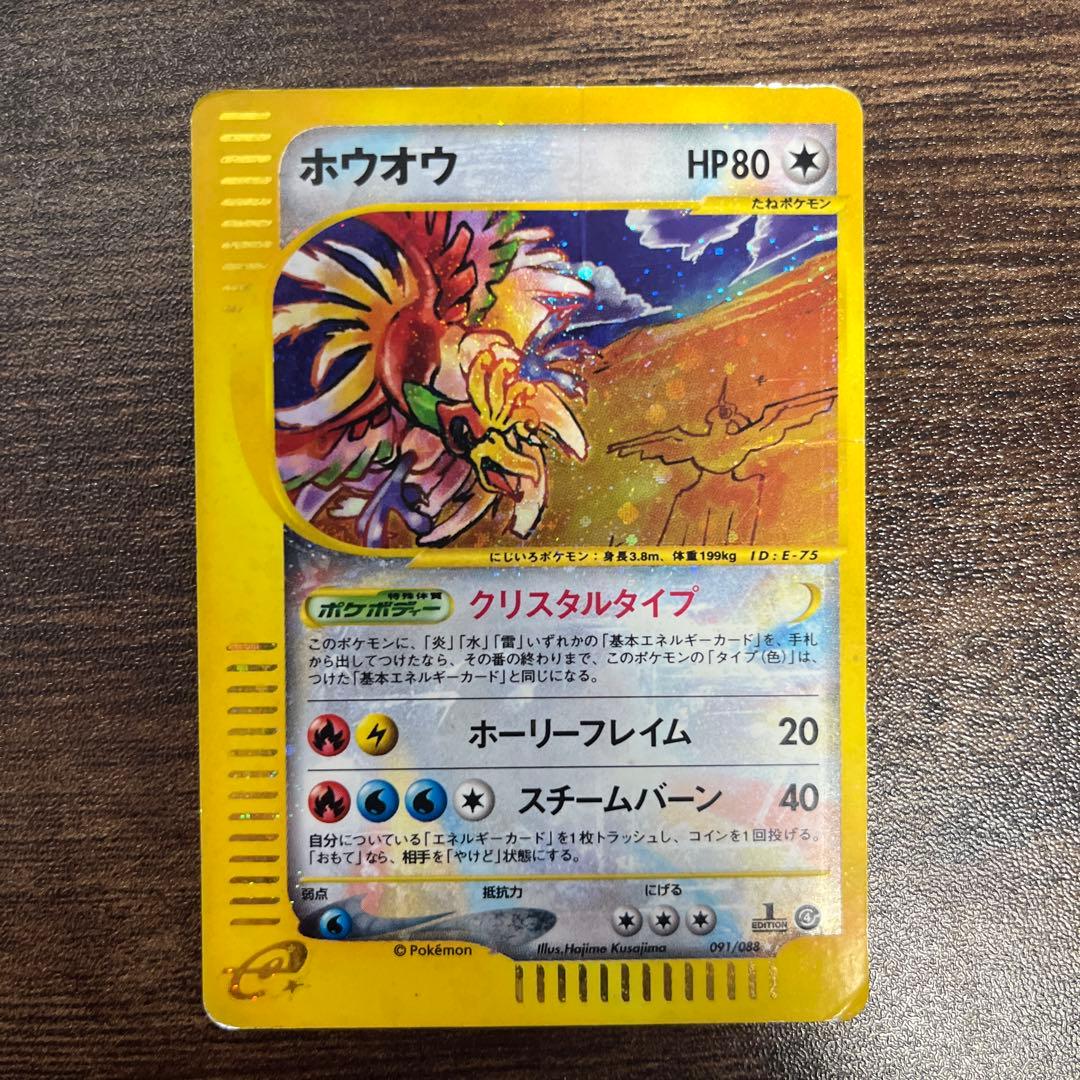 ホウオウ HP80
たねポケモン
にじいろポケモン：身長3.8m、体重199kg ID：E-75
特殊体質
ポケボディー クリスタルタイプ
このポケモンに、「炎」「水」「雷」いずれかの「基本エネルギーカード」を、手札
から出してつけたなら、その番の終わりまで、このポケモンの「タイプ（色）」は、
つけた「基本エネルギーカード」と同じになる。
ホーリーフレイム 20
スチームバーン 40
自分についている「エネルギーカード」を1枚トラッシュし、コインを1回投げる。
「おもて」なら、相手を「やけど」状態にする。
弱点 抵抗力 にげる
1
EDITION 4
©Pokémon Illus.Hajime Kusajima 091/088
e